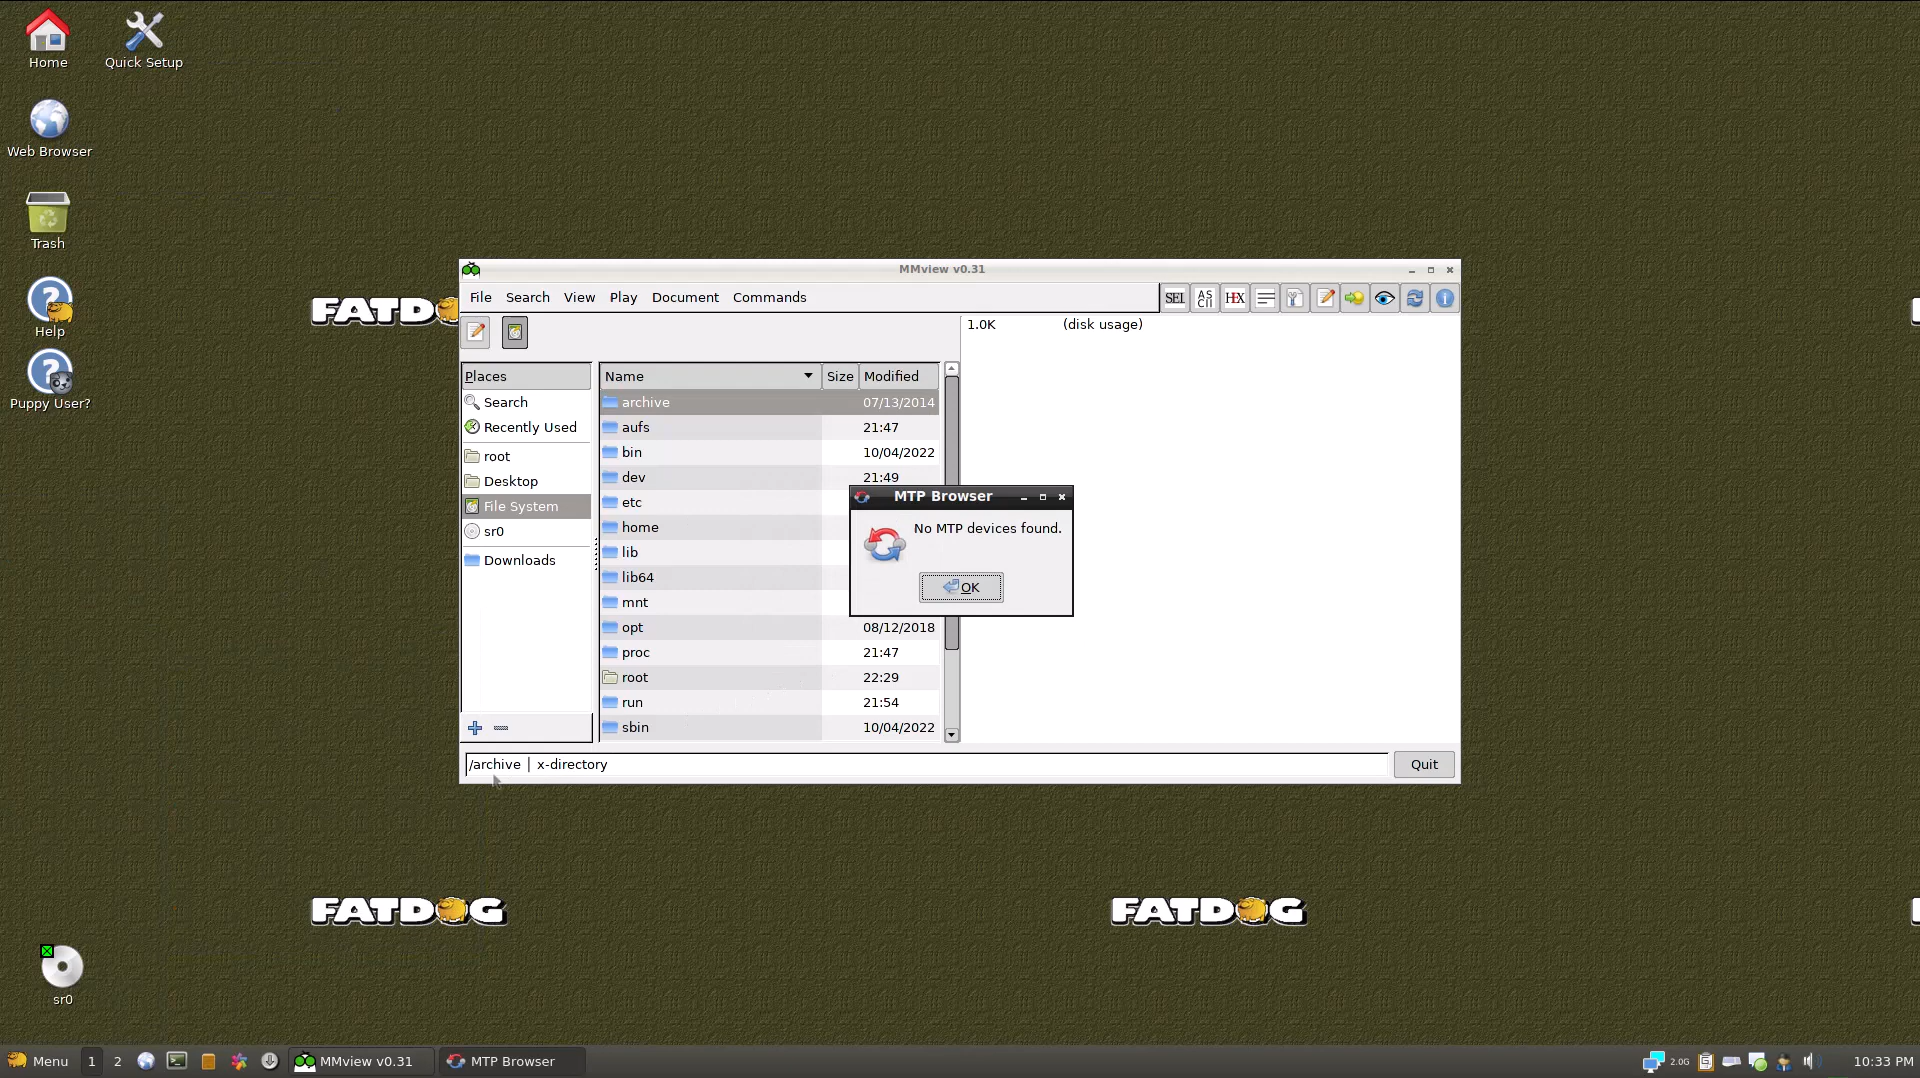 Home
Quick Setup
Web Browser
Trash
Help
Puppy User?
FATD
MMview v0.31
File Search View Play Document Commands
SEL
AS
CII
HEX
1.0K (disk usage)
Places
Search
Recently Used
root
Desktop
File System
sr0
Downloads
Name Size Modified
archive 07/13/2014
aufs 21:47
bin 10/04/2022
dev 21:49
etc
home
lib
lib64
mnt
opt 08/12/2018
proc 21:47
root 22:29
run 21:54
sbin 10/04/2022
MTP Browser
No MTP devices found.
OK
/archive | x-directory
Quit
FATDOG
FATDOG
sr0
Menu 1 2 MMview v0.31 MTP Browser 2.0G 10:33 PM